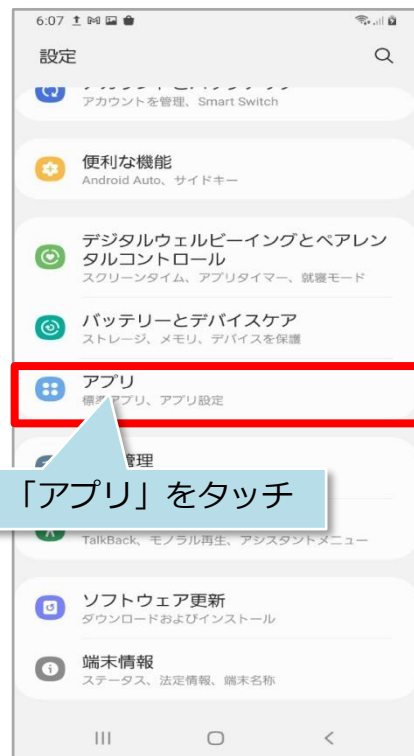 6:07
設定
アカウントを管理、Smart Switch
便利な機能
Android Auto、サイドキー
デジタルウェルビーイングとペアレン
タルコントロール
スクリーンタイム、アプリタイマー、就寝モード
バッテリーとデバイスケア
ストレージ、メモリ、デバイスを保護
アプリ
標準アプリ、アプリ設定
管理
「アプリ」をタッチ
TalkBack、モノラル再生、アシスタントメニュー
ソフトウェア更新
ダウンロードおよびインストール
端末情報
ステータス、法定情報、端末名称